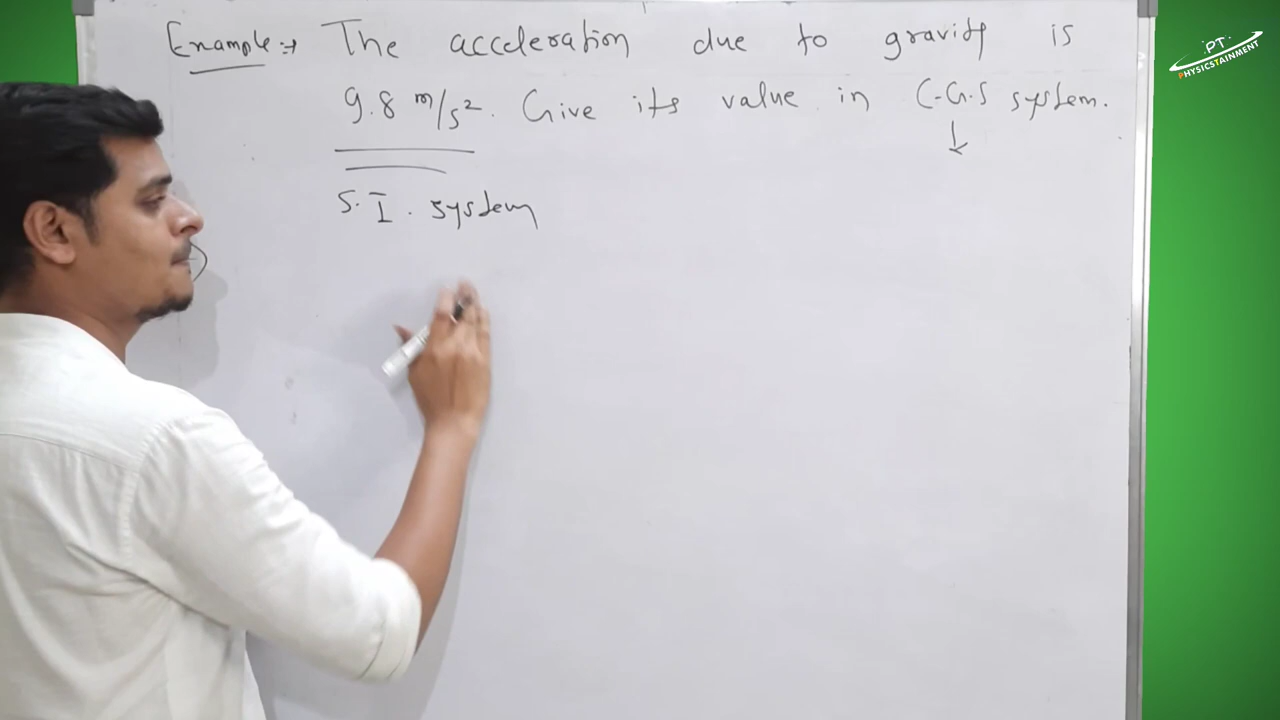 Example:→ The acceleration due to gravity is
9.8 m/s². Give its value in C.G.S system.
S.I. system
PT
PHYSICSTAINMENT